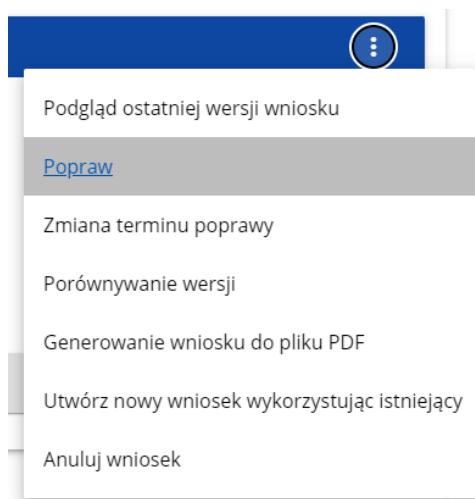 Podgląd ostatniej wersji wniosku
Popraw
Zmiana terminu poprawy
Porównywanie wersji
Generowanie wniosku do pliku PDF
Utwórz nowy wniosek wykorzystując istniejący
Anuluj wniosek